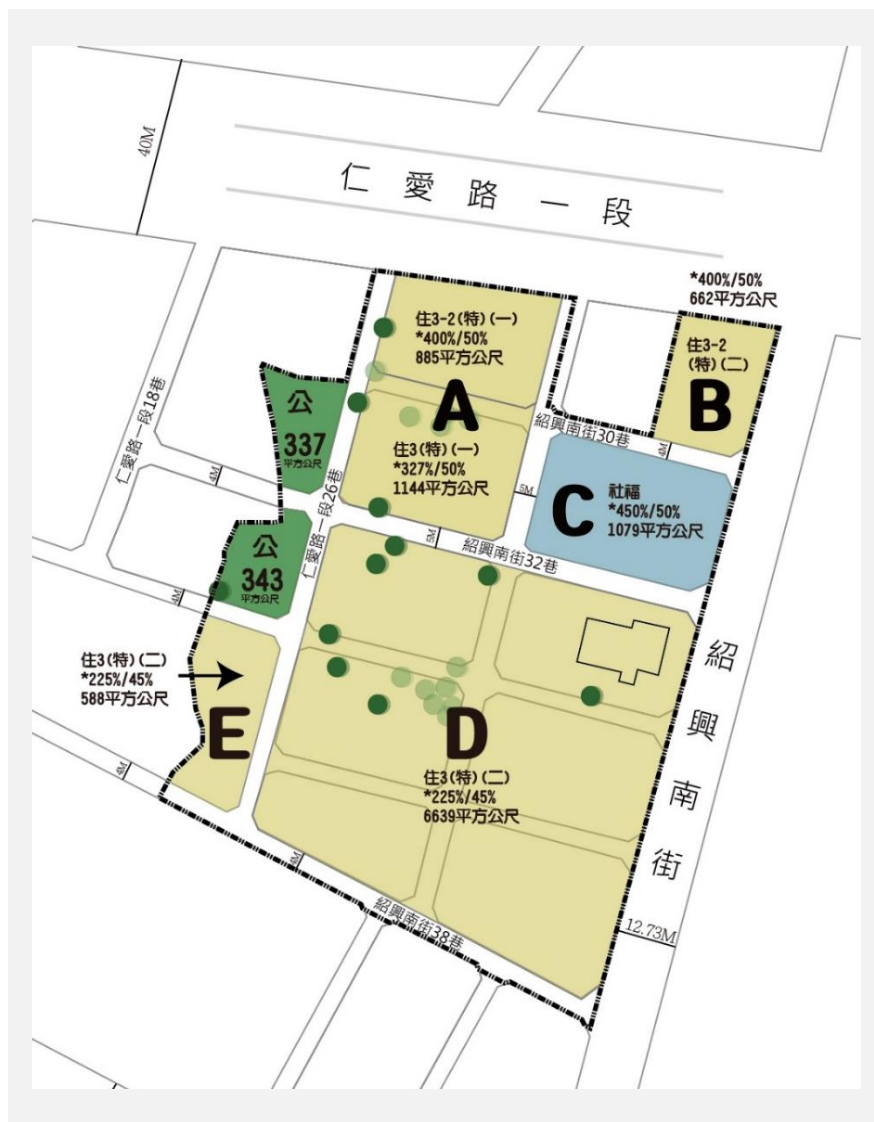 40M
仁愛路一段
*400%/50%
662平方公尺
住3-2(特)(一)
*400%/50%
885平方公尺
住3-2
(特)(二)
A
B
公
337
平方公尺
仁愛路一段18巷
紹興南街30巷
4M
住3(特)(一)
*327%/50%
1144平方公尺
4M
仁愛路一段26巷
5M
C
社福
*450%/50%
1079平方公尺
公
343
平方公尺
5M
紹興南街32巷
4M
住3(特)(二)
*225%/45%
588平方公尺
E
D
住3(特)(二)
*225%/45%
6639平方公尺
紹興南街
4M
紹興南街38巷
12.73M